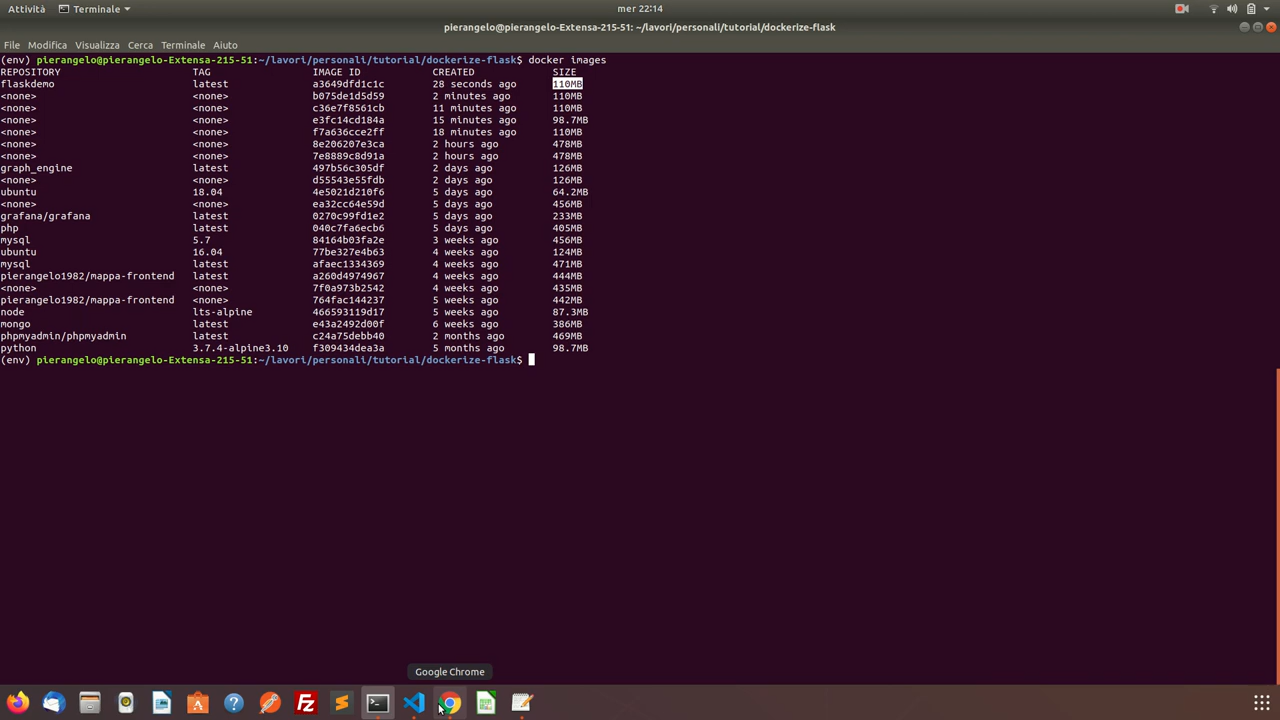 Attività Terminale mer 22:14
pierangelo@pierangelo-Extensa-215-51: ~/lavori/personali/tutorial/dockerize-flask
File Modifica Visualizza Cerca Terminale Aiuto
(env) pierangelo@pierangelo-Extensa-215-51:~/lavori/personali/tutorial/dockerize-flask$ docker images
REPOSITORY TAG IMAGE ID CREATED SIZE
flaskdemo latest a3649dfd1c1c 28 seconds ago 110MB
<none> <none> b075de1d5d59 2 minutes ago 110MB
<none> <none> c36e7f8561cb 11 minutes ago 110MB
<none> <none> e3fc14cd184a 15 minutes ago 98.7MB
<none> <none> f7a636cce2ff 18 minutes ago 110MB
<none> <none> 8e206207e3ca 2 hours ago 478MB
<none> <none> 7e8889c8d91a 2 hours ago 478MB
graph_engine latest 497b56c305df 2 days ago 126MB
<none> <none> d55543e55fdb 2 days ago 126MB
ubuntu 18.04 4e5021d210f6 5 days ago 64.2MB
<none> <none> ea32cc64e59d 5 days ago 456MB
grafana/grafana latest 0270c99fd1e2 5 days ago 233MB
php latest 040c7fa6ecb6 5 days ago 405MB
mysql 5.7 84164b03fa2e 3 weeks ago 456MB
ubuntu 16.04 77be327e4b63 4 weeks ago 124MB
mysql latest afaec1334369 4 weeks ago 471MB
pierangelo1982/mappa-frontend latest a260d4974967 4 weeks ago 444MB
<none> <none> 7f0a973b2542 4 weeks ago 435MB
pierangelo1982/mappa-frontend <none> 764fac144237 5 weeks ago 442MB
node lts-alpine 466593119d17 5 weeks ago 87.3MB
mongo latest e43a2492d00f 6 weeks ago 386MB
phpmyadmin/phpmyadmin latest c24a75debb40 2 months ago 469MB
python 3.7.4-alpine3.10 f309434dea3a 5 months ago 98.7MB
(env) pierangelo@pierangelo-Extensa-215-51:~/lavori/personali/tutorial/dockerize-flask$
Google Chrome